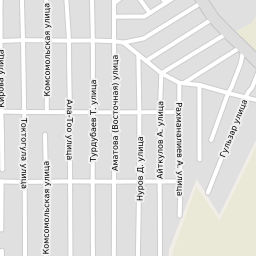 Кирова улица
Комсомольская улица
Токтогула улица
Комсомольская улица
Ала-Тоо улица
Турдубаев Т. улица
Аматова (Восточная) улица
Нуров Д. улица
Айткулов А. улица
Рахманалиев А. улица
Гульзар улица